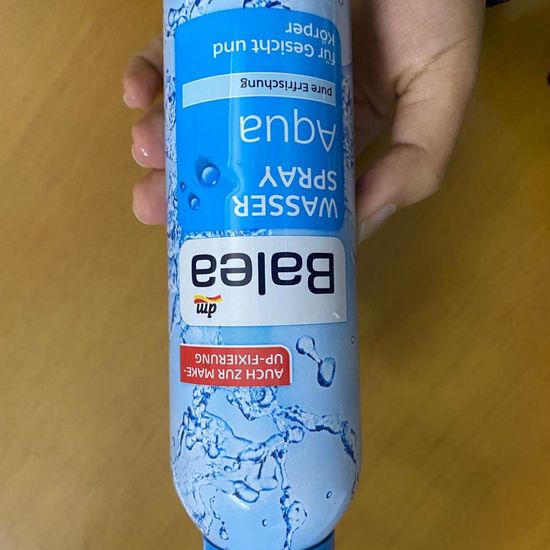 AUCH ZUR MAKE-
UP-FIXIERUNG
dm
Balea
WASSER
SPRAY
Aqua
pure Erfrischung
für Gesicht und
Körper